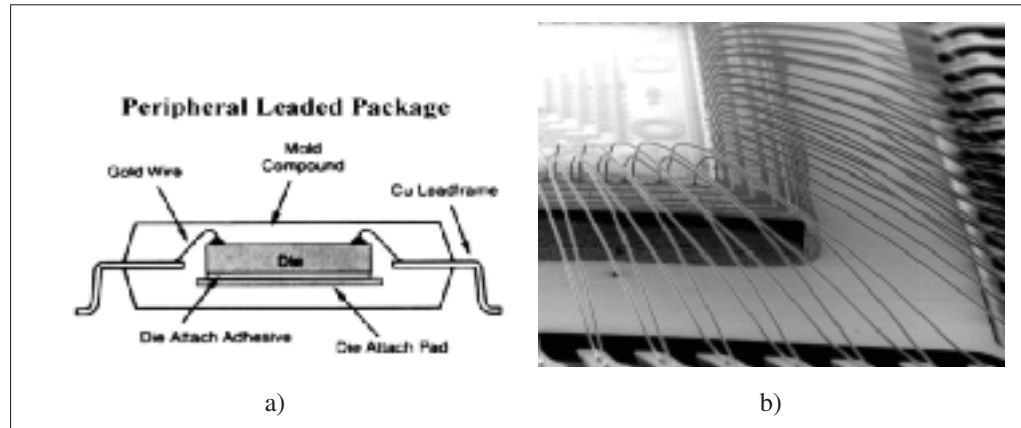 Peripheral Leaded Package
Mold
Compound
Gold Wire
Cu Leadframe
Die
Die Attach Adhesive
Die Attach Pad
a)
b)